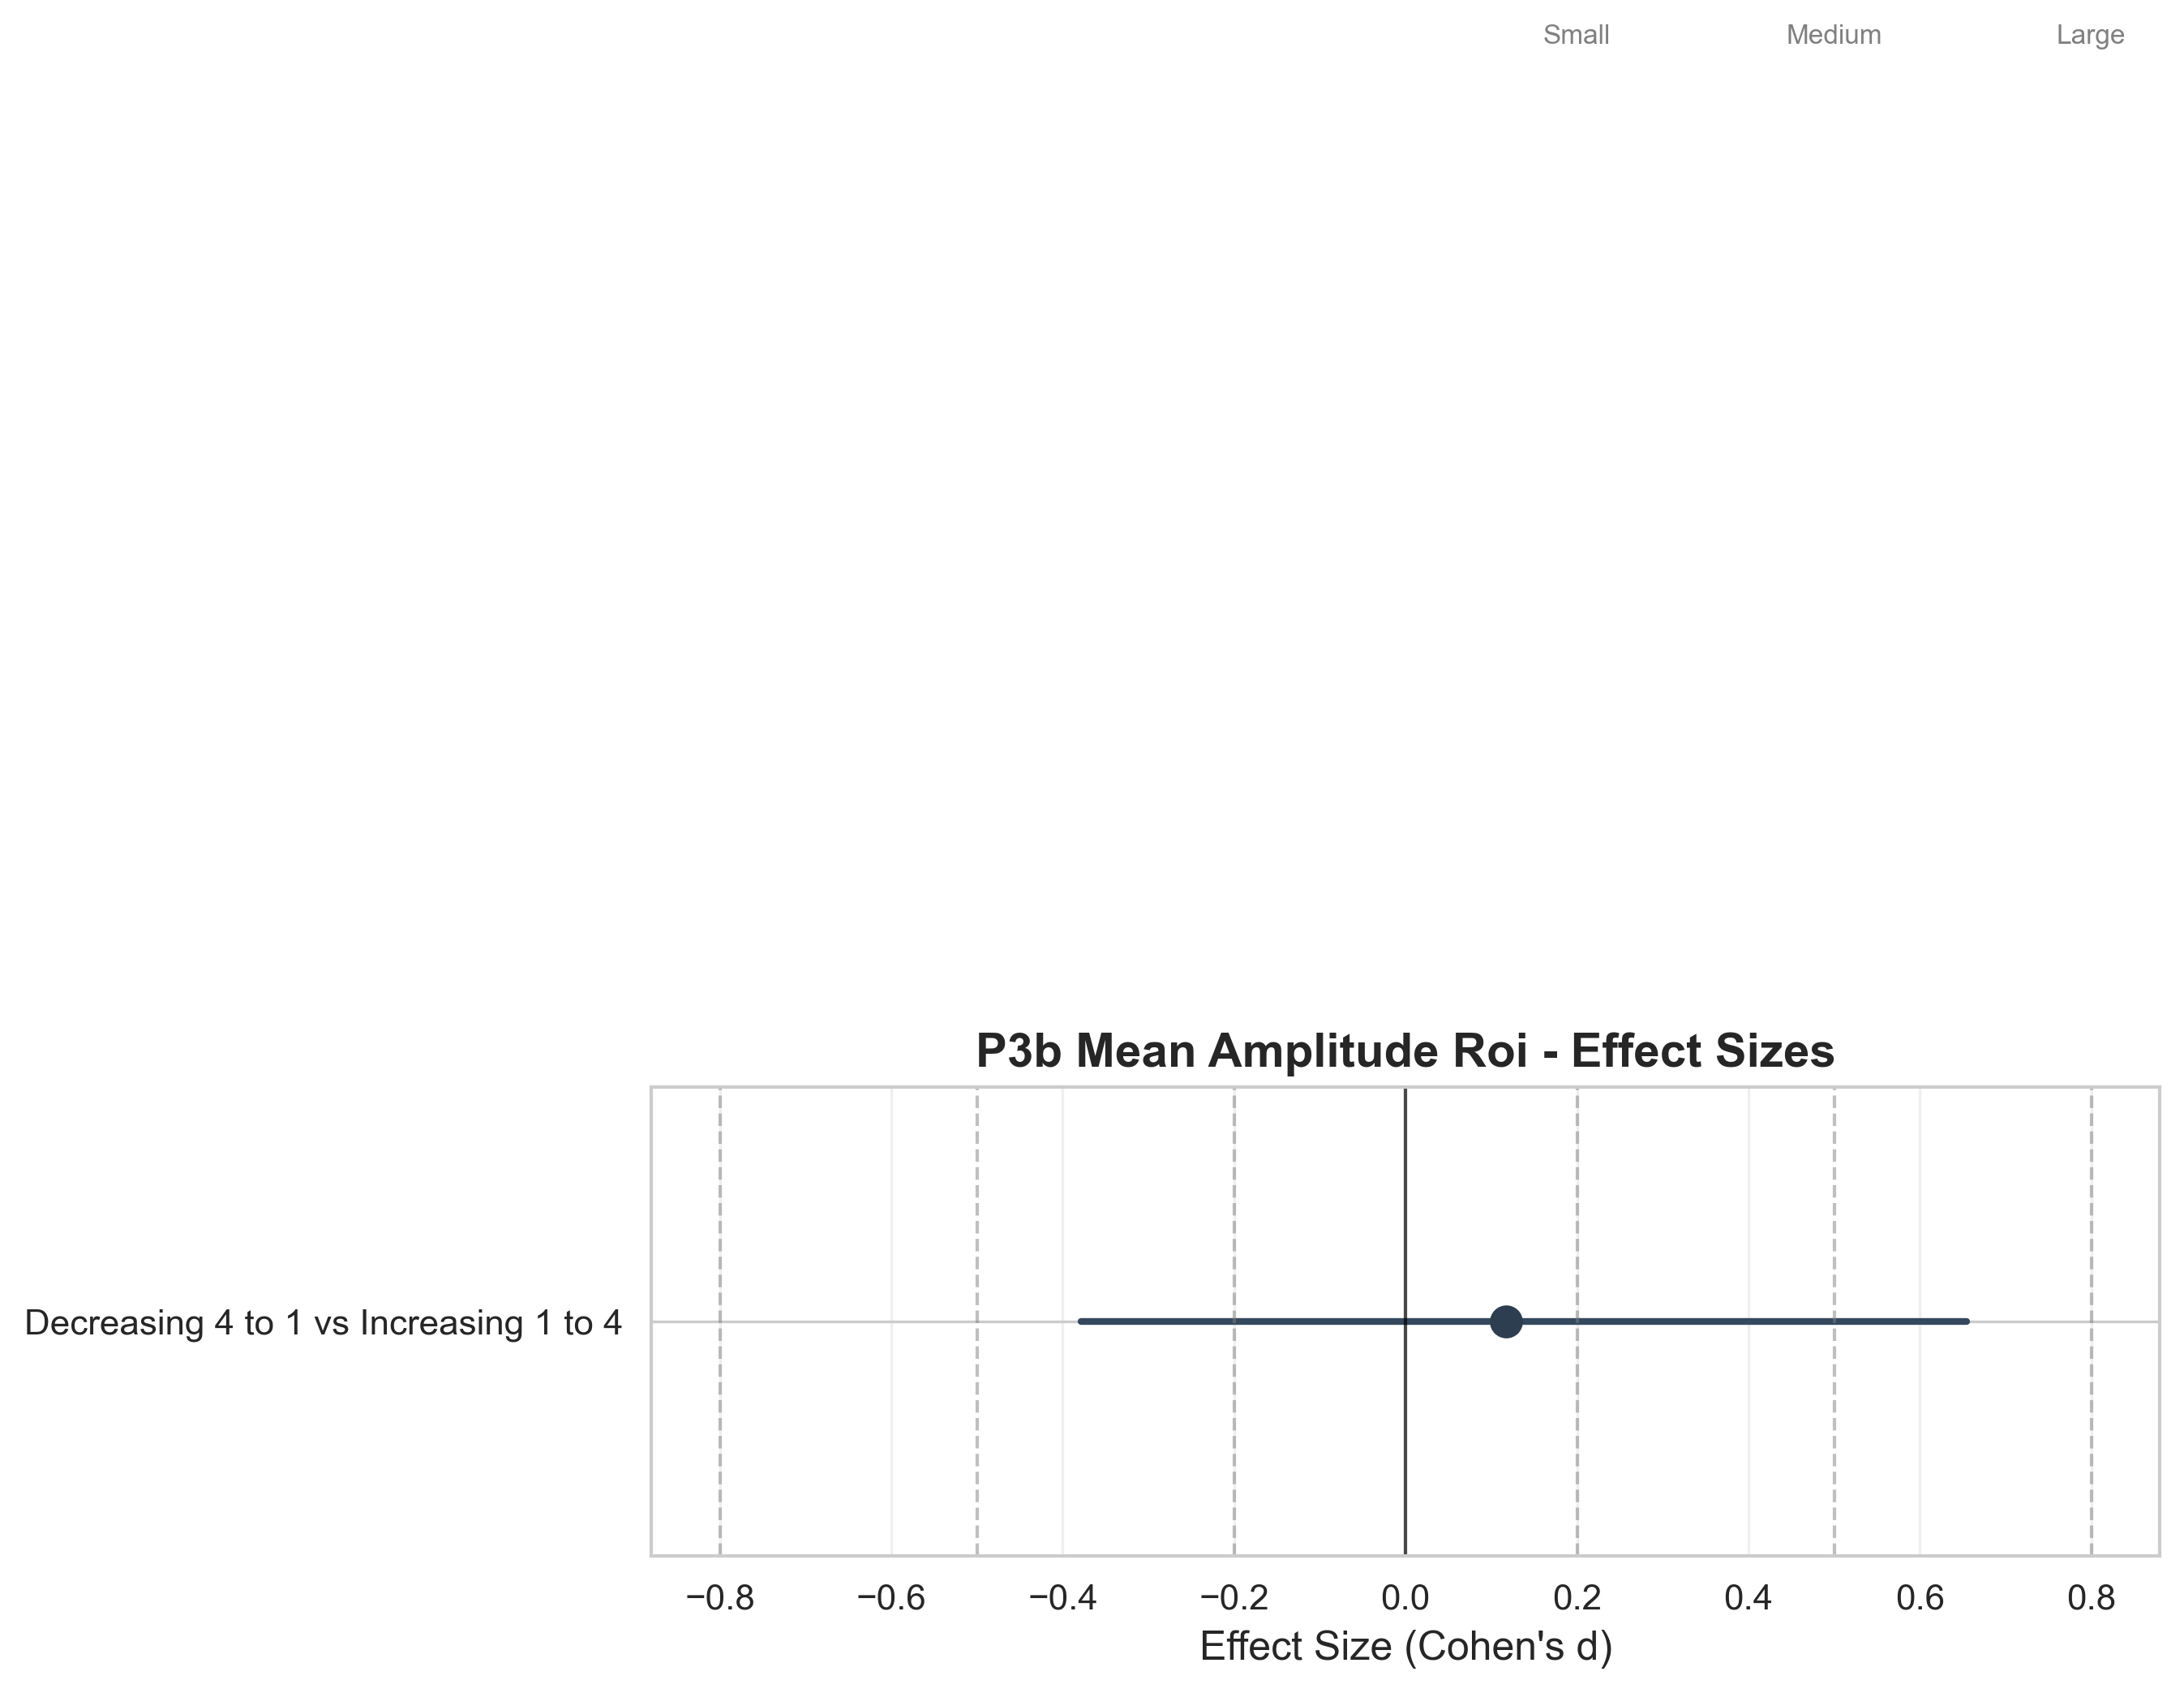 Small Medium Large
P3b Mean Amplitude Roi - Effect Sizes
Decreasing 4 to 1 vs Increasing 1 to 4
−0.8 −0.6 −0.4 −0.2 0.0 0.2 0.4 0.6 0.8
Effect Size (Cohen's d)